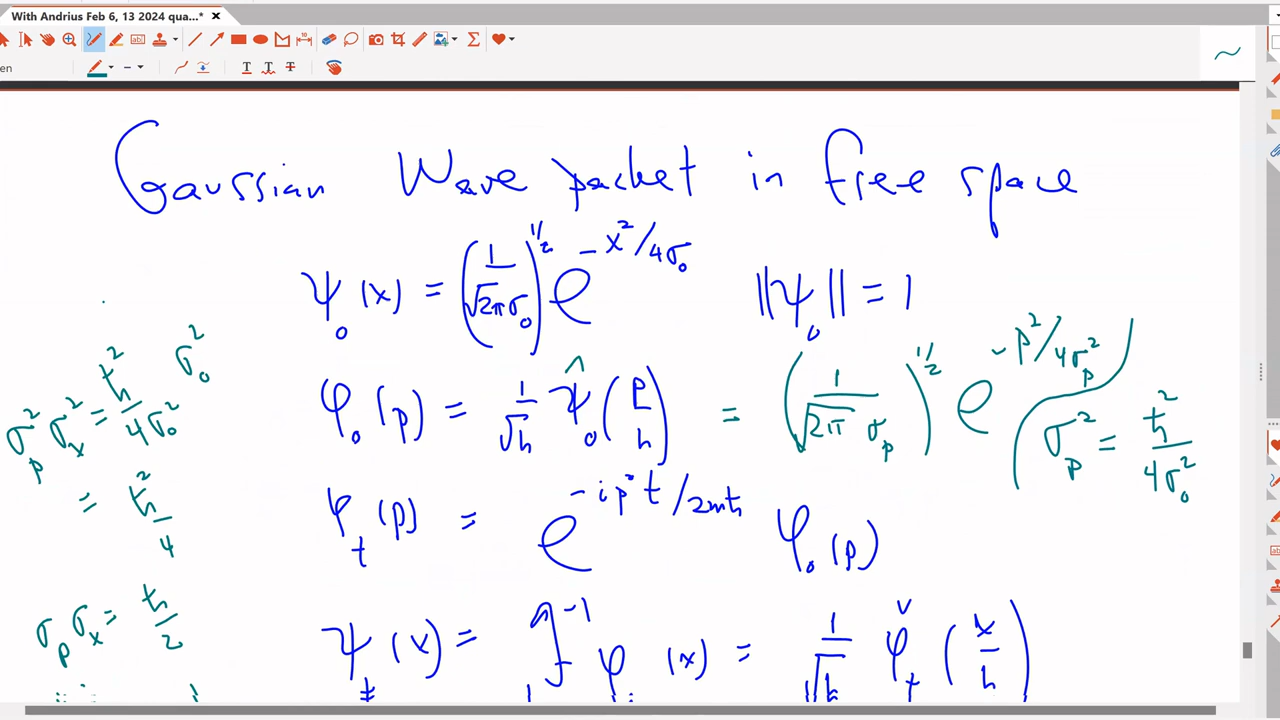 With Andrius Feb 6, 13 2024 qua...*
en
Gaussian Wave packet in free space
ψ₀(x) = (1/√2π σ₀)^1/2 e^-x²/4σ₀ ||ψ₀|| = 1
φ₀(p) = 1/√h ψ̂₀(p/h) = (1/√2π σ_p)^1/2 e^-p²/4σ_p² σ_p² = ħ²/4σ₀²
σ₀²
σ_p² σ_x² = ħ²/4σ₀²
= ħ²/4
φ_t(p) = e^-ip²t/2mħ φ₀(p)
σ_p σ_x = ħ/2
ψ_t(x) = ℱ^-1 φ_t(x) = 1/√h φ̌_t(x/h)